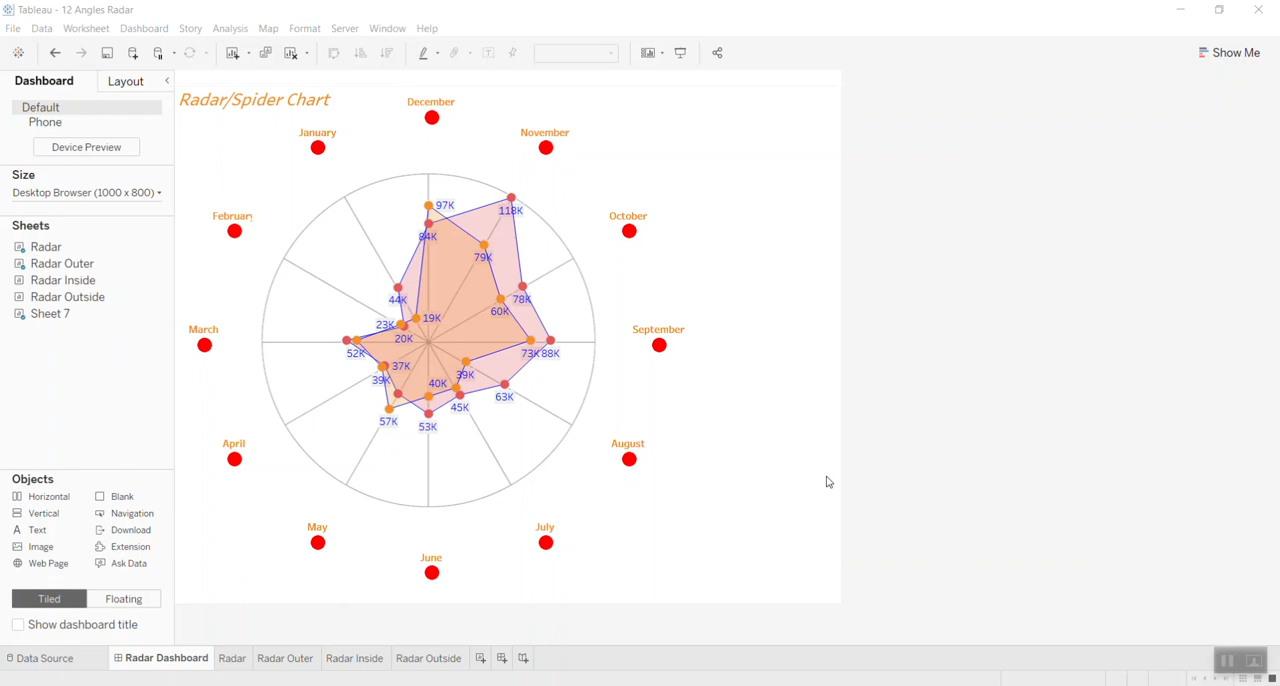 Tableau - 12 Angles Radar
File Data Worksheet Dashboard Story Analysis Map Format Server Window Help
Show Me
Dashboard Layout
Default
Phone
Device Preview
Size
Desktop Browser (1000 x 800)
Sheets
Radar
Radar Outer
Radar Inside
Radar Outside
Sheet 7
Objects
Horizontal Blank
Vertical Navigation
A Text Download
Image Extension
Web Page Ask Data
Tiled Floating
Show dashboard title
Radar/Spider Chart
December
January November
February October
March September
April August
May July
June
97K
118K
84K
79K
44K 78K
60K
19K
23K
20K
52K 73K 88K
37K 39K
39K 40K
63K
45K
57K 53K
Data Source Radar Dashboard Radar Radar Outer Radar Inside Radar Outside